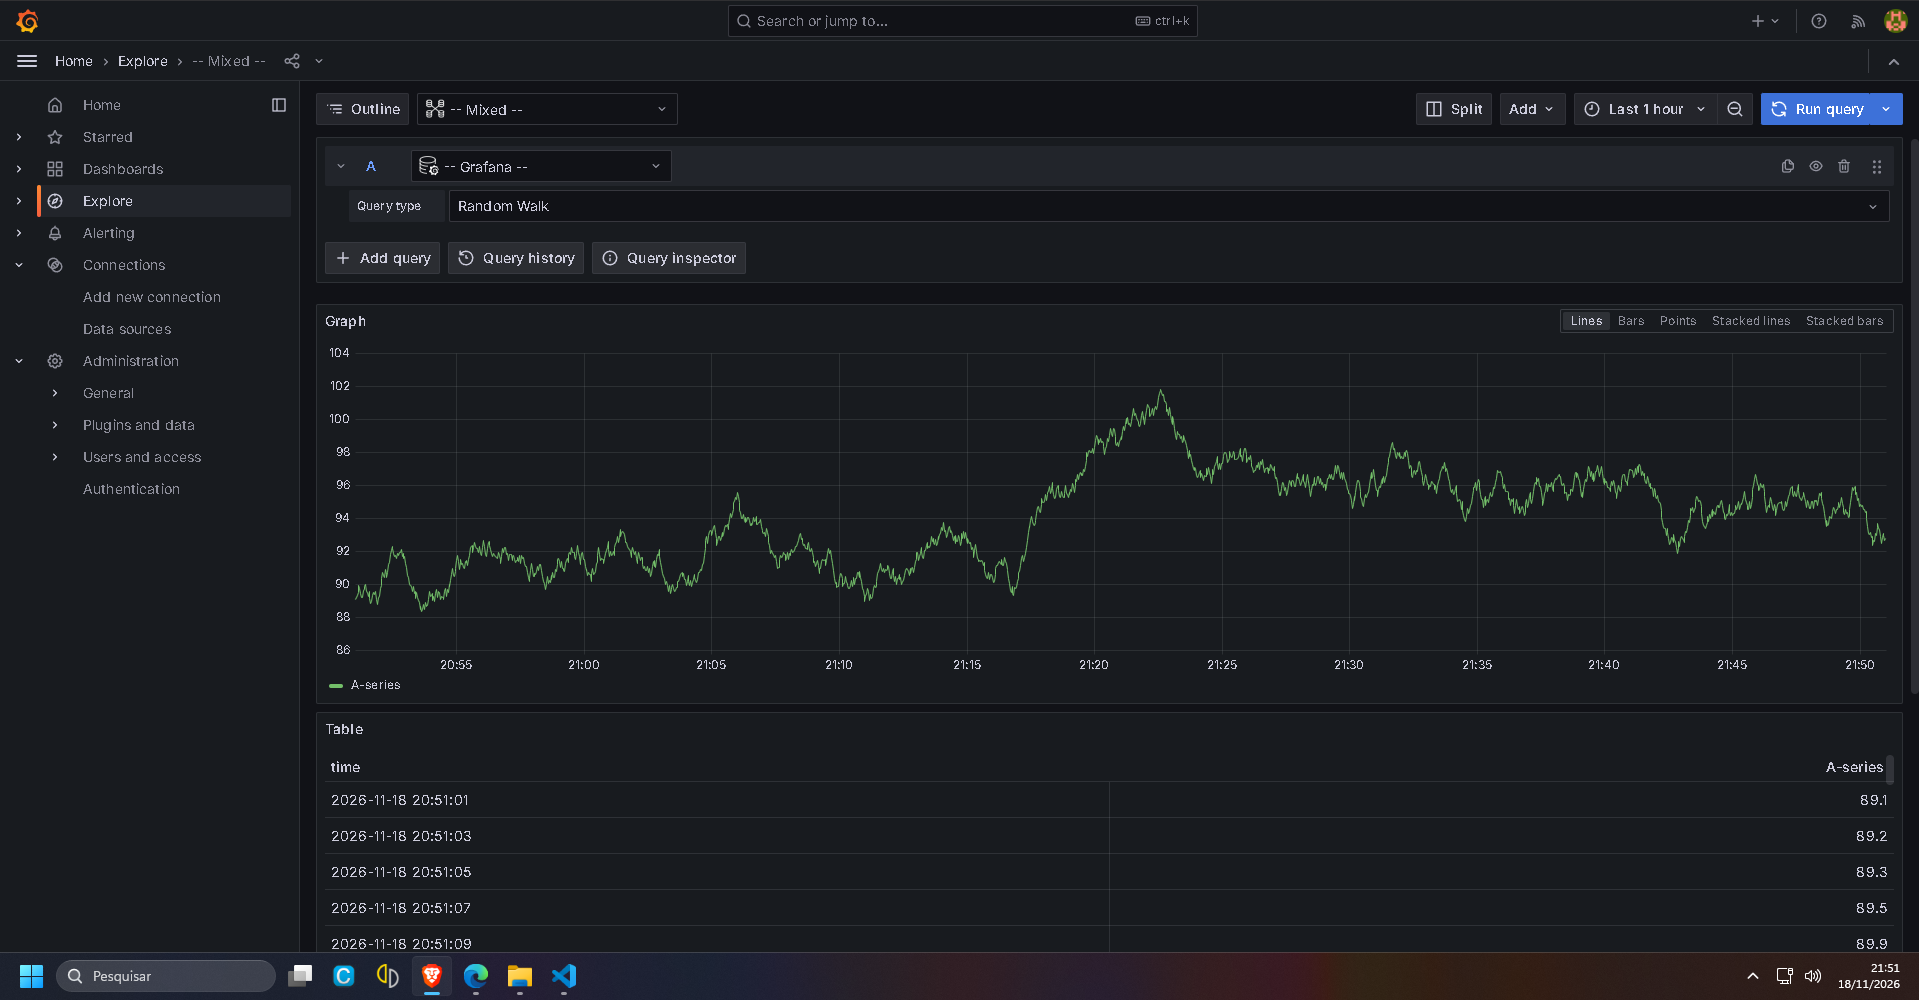 Search or jump to...
ctrl+k
Home › Explore › -- Mixed --
Home
Starred
Dashboards
Explore
Alerting
Connections
Add new connection
Data sources
Administration
General
Plugins and data
Users and access
Authentication
Outline
-- Mixed --
Split
Add
Last 1 hour
Run query
A
-- Grafana --
Query type
Random Walk
Add query
Query history
Query inspector
Graph
Lines
Bars
Points
Stacked lines
Stacked bars
104
102
100
98
96
94
92
90
88
86
20:55
21:00
21:05
21:10
21:15
21:20
21:25
21:30
21:35
21:40
21:45
21:50
A-series
Table
time
A-series
2026-11-18 20:51:01
89.1
2026-11-18 20:51:03
89.2
2026-11-18 20:51:05
89.3
2026-11-18 20:51:07
89.5
2026-11-18 20:51:09
89.9
Pesquisar
21:51
18/11/2026